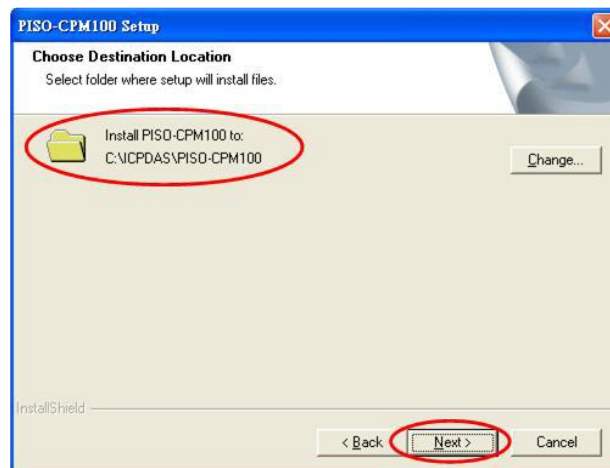 PISO-CPM100 Setup
Choose Destination Location
Select folder where setup will install files.
Install PISO-CPM100 to:
C:\ICPDAS\PISO-CPM100
Change...
InstallShield
< Back
Next >
Cancel